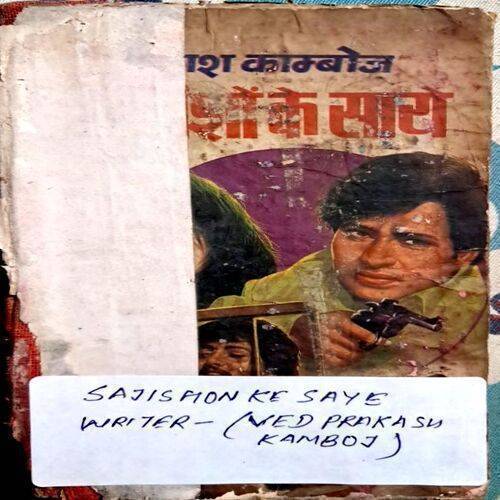 ाश काम्बोज
शों के साये
SAJISHON KE SAYE
WRITER - (VED PRAKASH
KAMBOJ)